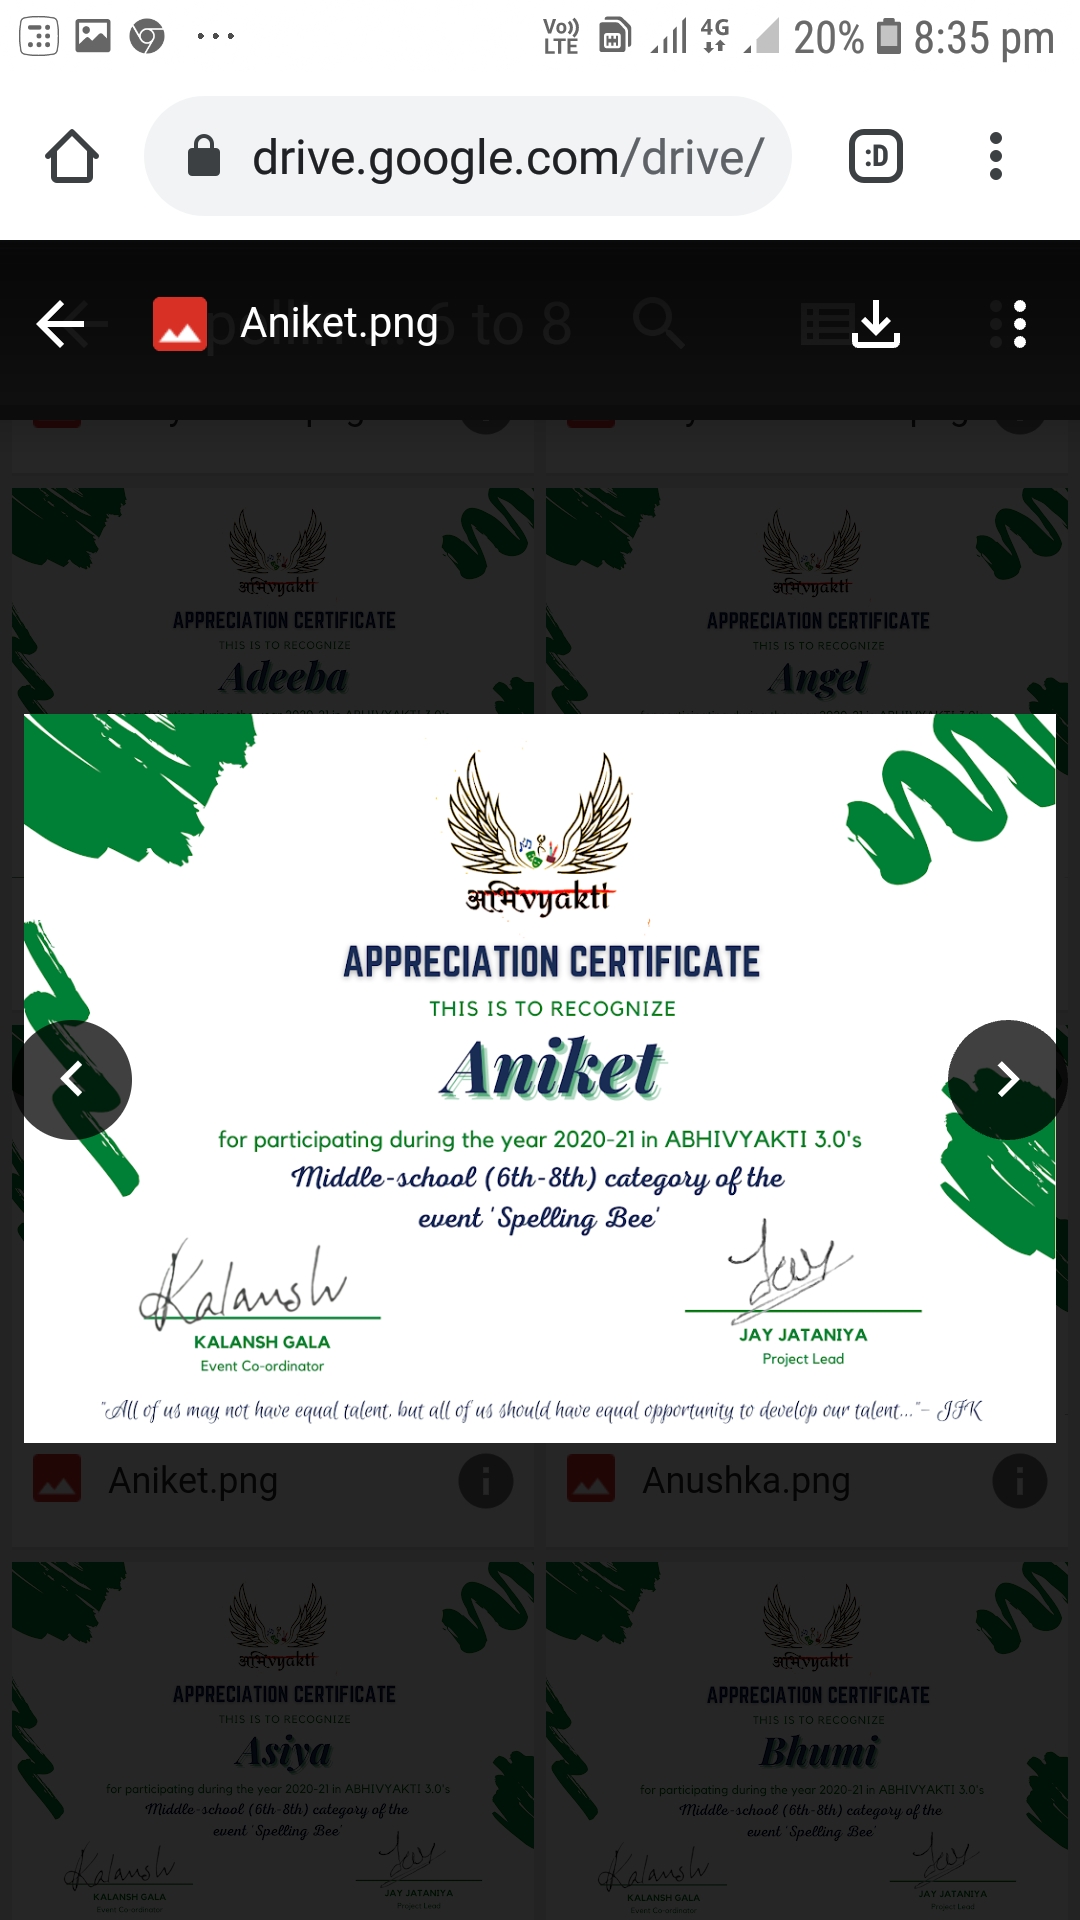 Vo)) LTE 4G 20% 8:35 pm
drive.google.com/drive/
:D
Aniket.png
6 to 8
APPRECIATION CERTIFICATE
THIS IS TO RECOGNIZE
Adeeba
APPRECIATION CERTIFICATE
THIS IS TO RECOGNIZE
Angel
अभिvyakti
APPRECIATION CERTIFICATE
THIS IS TO RECOGNIZE
Aniket
for participating during the year 2020-21 in ABHIVYAKTI 3.0's
Middle-school (6th-8th) category of the
event 'Spelling Bee'
Kalansh
KALANSH GALA
Event Co-ordinator
Jay
JAY JATANIYA
Project Lead
"All of us may not have equal talent, but all of us should have equal opportunity to develop our talent..."- JFK
Aniket.png
Anushka.png
अभिvyakti
APPRECIATION CERTIFICATE
THIS IS TO RECOGNIZE
Asiya
for participating during the year 2020-21 in ABHIVYAKTI 3.0's
Middle-school (6th-8th) category of the
event 'Spelling Bee'
Kalansh
KALANSH GALA
Event Co-ordinator
Jay
JAY JATANIYA
Project Lead
अभिvyakti
APPRECIATION CERTIFICATE
THIS IS TO RECOGNIZE
Bhumi
for participating during the year 2020-21 in ABHIVYAKTI 3.0's
Middle-school (6th-8th) category of the
event 'Spelling Bee'
Kalansh
KALANSH GALA
Event Co-ordinator
Jay
JAY JATANIYA
Project Lead